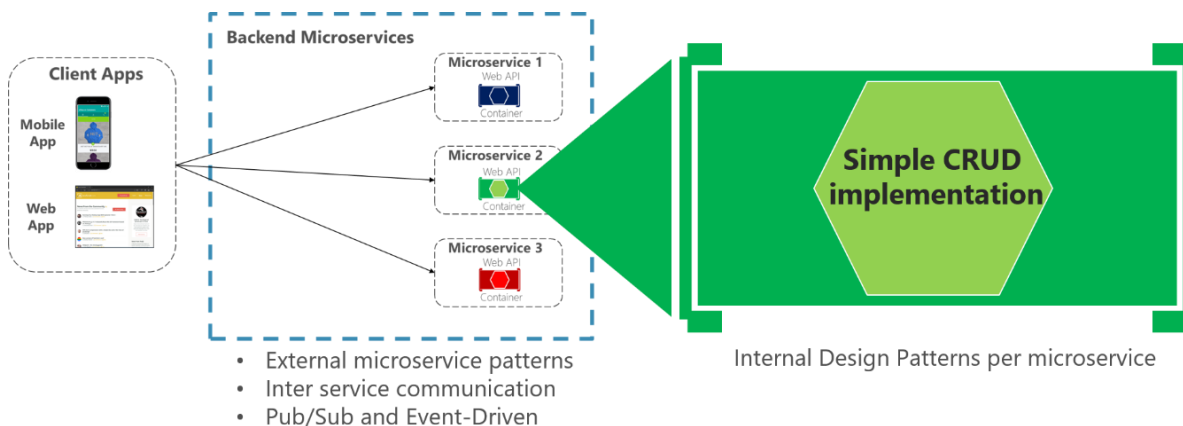 Client Apps
Mobile
App
Web
App
Backend Microservices
Microservice 1
Web API
Container
Microservice 2
Web API
Container
Microservice 3
Web API
Container
• External microservice patterns
• Inter service communication
• Pub/Sub and Event-Driven
Simple CRUD
implementation
Internal Design Patterns per microservice